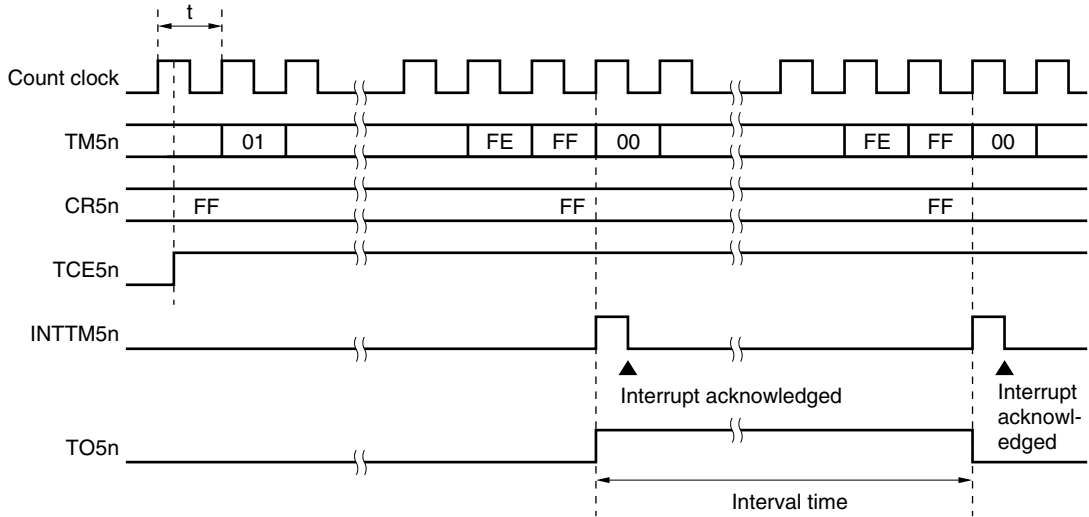 t
Count clock
TM5n 01 FE FF 00 FE FF 00
CR5n FF FF FF
TCE5n
INTTM5n
Interrupt acknowledged
Interrupt
acknowl-
edged
TO5n
Interval time